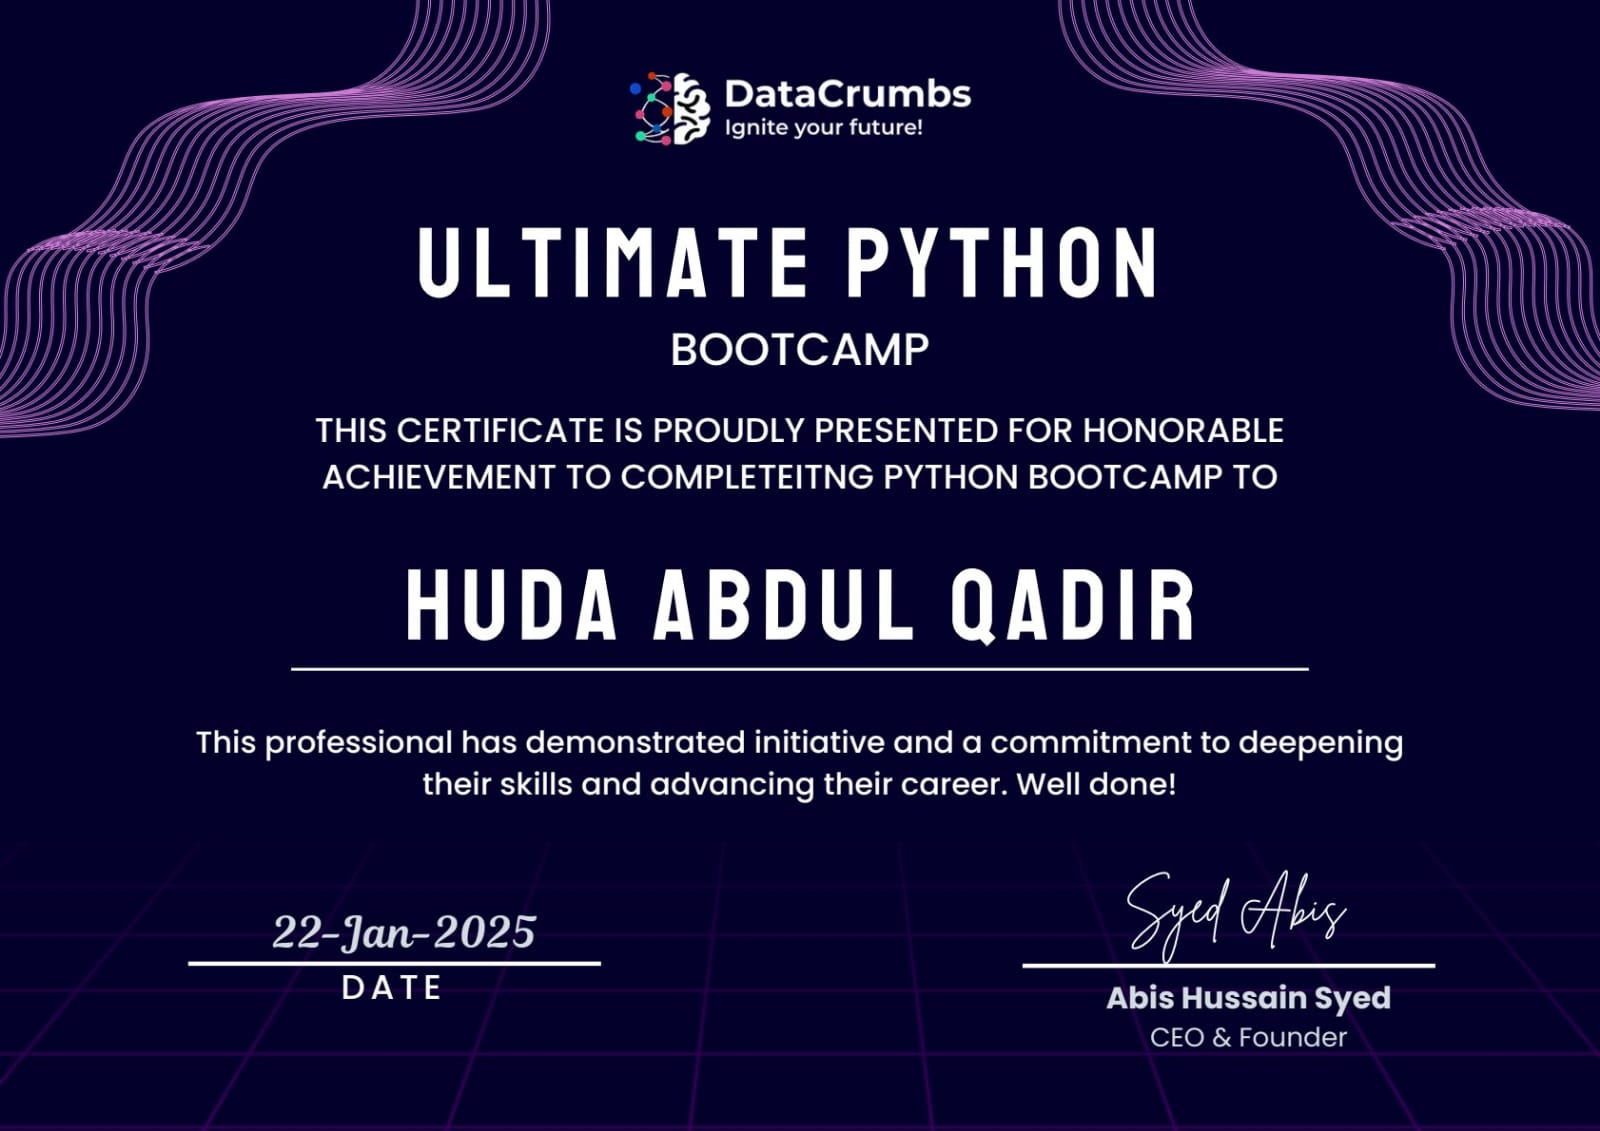 DataCrumbs
Ignite your future!
ULTIMATE PYTHON
BOOTCAMP
THIS CERTIFICATE IS PROUDLY PRESENTED FOR HONORABLE
ACHIEVEMENT TO COMPLETEITNG PYTHON BOOTCAMP TO
HUDA ABDUL QADIR
This professional has demonstrated initiative and a commitment to deepening
their skills and advancing their career. Well done!
22-Jan-2025
DATE
Syed Abis
Abis Hussain Syed
CEO & Founder